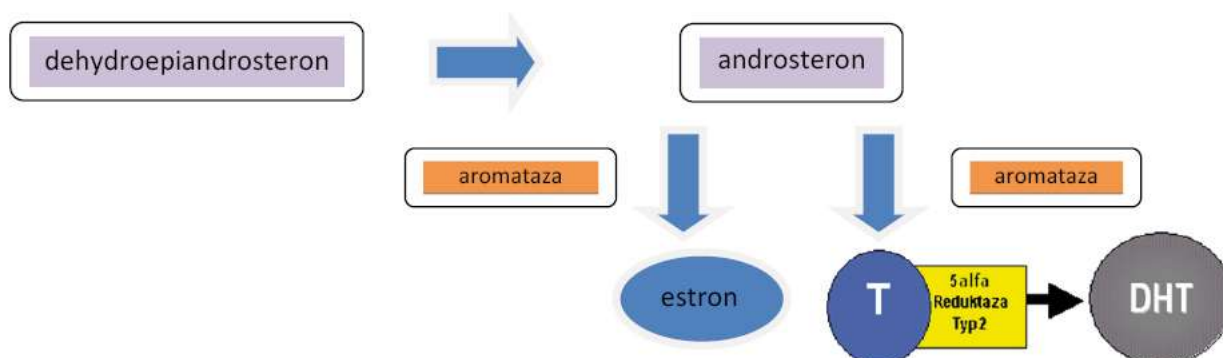 dehydroepiandrosteron
androsteron
aromataza
aromataza
estron
T
5alfa
Reduktaza
Typ2
DHT